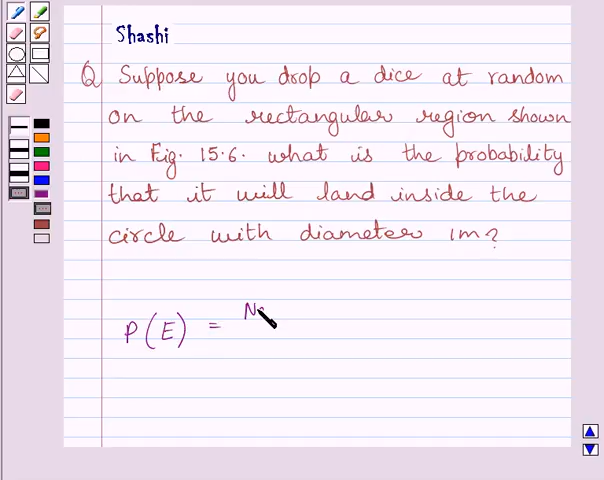 Shashi
Q Suppose you drop a dice at random
on the rectangular region shown
in Fig. 15.6. what is the probability
that it will land inside the
circle with diameter 1m?
P(E) = N